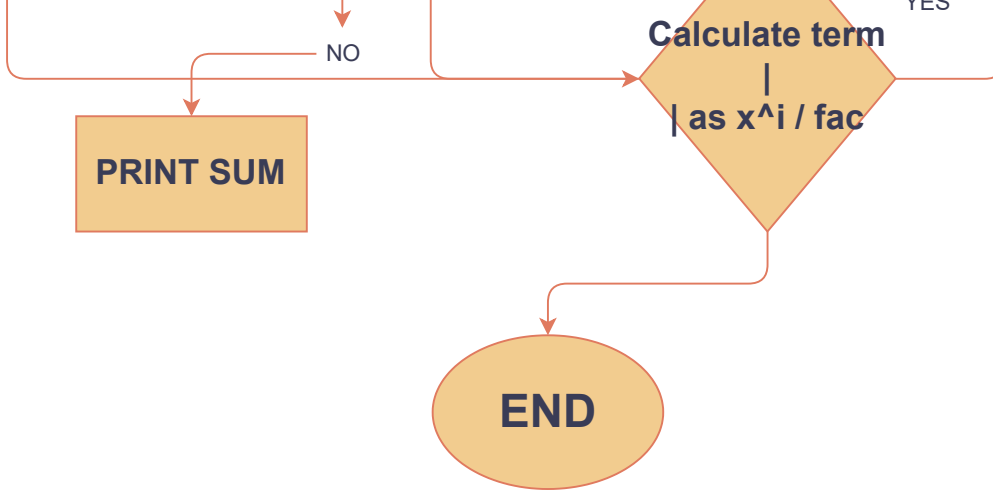 YES
Calculate term
|
| as x^i / fac
NO
PRINT SUM
END